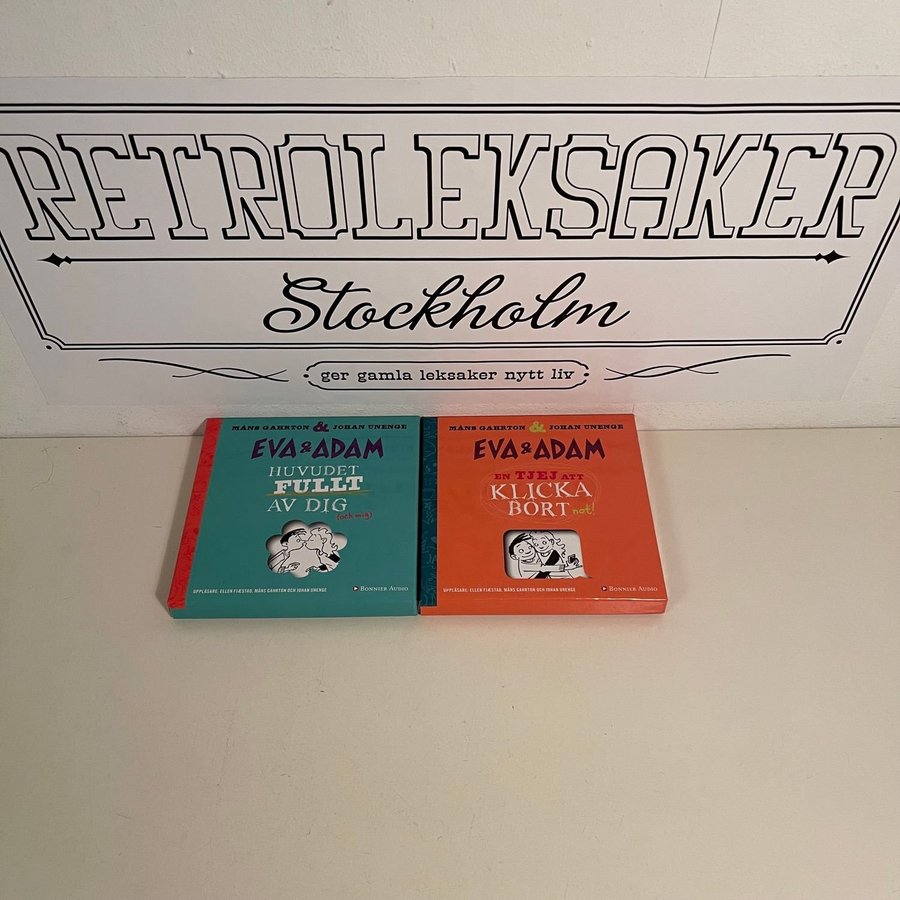 RETROLEKSAKER
Stockholm
ger gamla leksaker nytt liv
MÅNS GAHRTON & JOHAN UNENGE
EVA & ADAM
HUVUDET
FULLT
AV DIG
(och mig)
UPPLÄSARE: ELLEN FJÆSTAD, MÅNS GAHRTON OCH JOHAN UNENGE
BONNIER AUDIO
MÅNS GAHRTON & JOHAN UNENGE
EVA & ADAM
EN TJEJ ATT
KLICKA
BORT not!
UPPLÄSARE: ELLEN FJÆSTAD, MÅNS GAHRTON OCH JOHAN UNENGE
BONNIER AUDIO